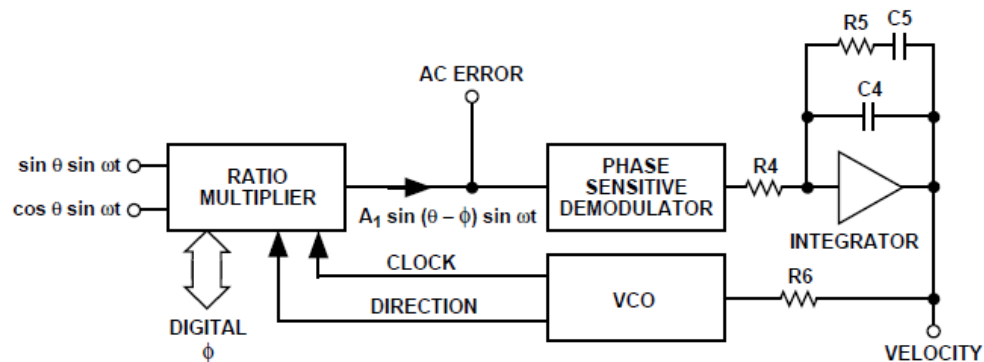 R5
C5
C4
AC ERROR
sin θ sin ωt
cos θ sin ωt
RATIO
MULTIPLIER
A1 sin (θ – ϕ) sin ωt
PHASE
SENSITIVE
DEMODULATOR
R4
INTEGRATOR
CLOCK
DIRECTION
VCO
R6
DIGITAL
ϕ
VELOCITY